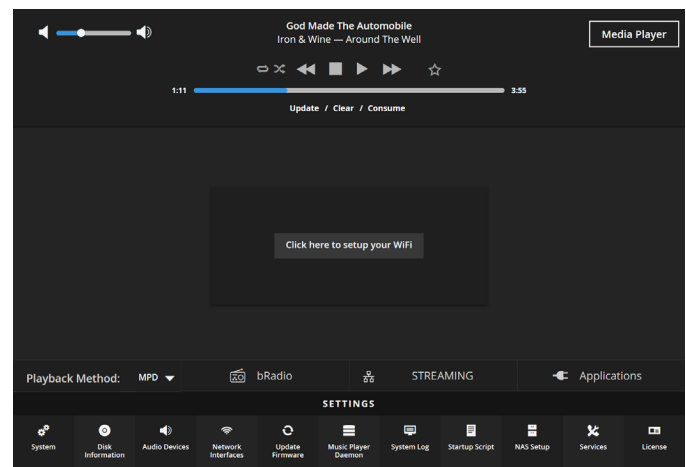 God Made The Automobile
Iron & Wine — Around The Well
Media Player
1:11
3:55
Update / Clear / Consume
Click here to setup your WiFi
Playback Method: MPD
bRadio
STREAMING
Applications
SETTINGS
System
Disk
Information
Audio Devices
Network
Interfaces
Update
Firmware
Music Player
Daemon
System Log
Startup Script
NAS Setup
Services
License